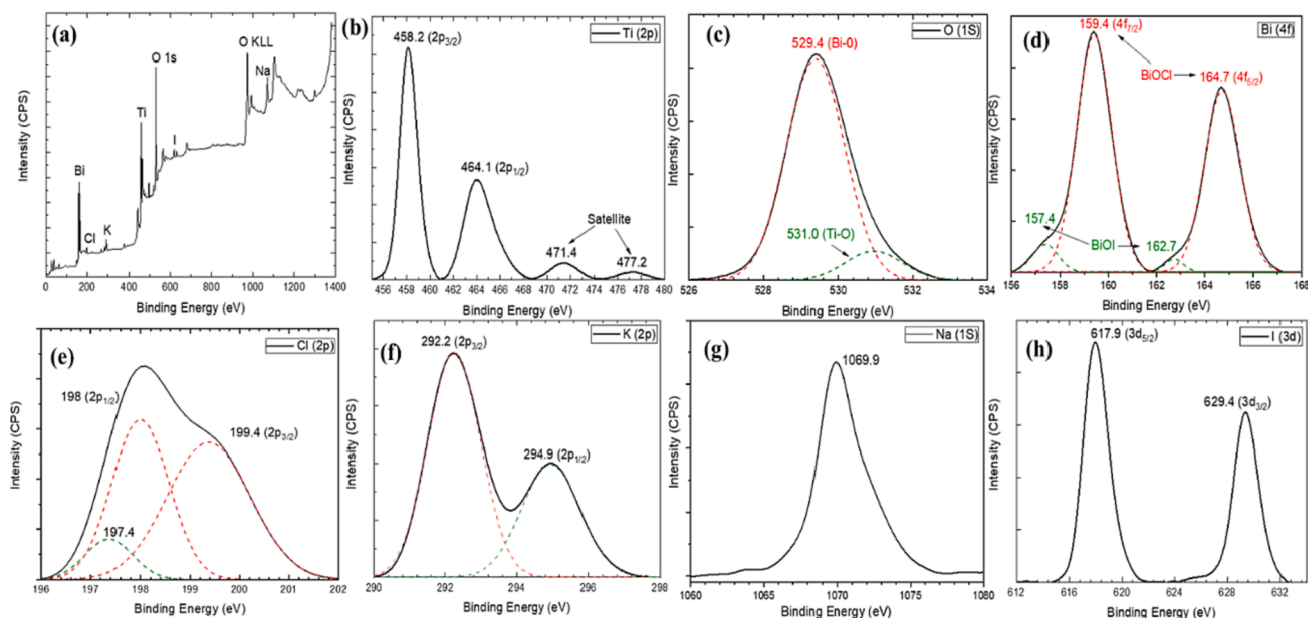 (a)
O KLL
O 1s
Na
Ti
I
Bi
Cl
K
Intensity (CPS)
0 200 400 600 800 1000 1200 1400
Binding Energy (eV)
(b)
Ti (2p)
458.2 (2p3/2)
464.1 (2p1/2)
Satellite
471.4
477.2
Intensity (CPS)
456 458 460 462 464 466 468 470 472 474 476 478 480
Binding Energy (eV)
(c)
O (1S)
529.4 (Bi-0)
531.0 (Ti-O)
Intensity (CPS)
526 528 530 532 534
Binding Energy (eV)
(d)
Bi (4f)
159.4 (4f7/2)
BiOCl
164.7 (4f5/2)
157.4
BiOI
162.7
Intensity (CPS)
156 158 160 162 164 166 168
Binding Energy (eV)
(e)
Cl (2p)
198 (2p1/2)
199.4 (2p3/2)
197.4
Intensity (CPS)
196 197 198 199 200 201 202
Binding Energy (eV)
(f)
K (2p)
292.2 (2p3/2)
294.9 (2p1/2)
Intensity (CPS)
290 292 294 296 298
Binding Energy (eV)
(g)
Na (1S)
1069.9
Intensity (CPS)
1060 1065 1070 1075 1080
Binding Energy (eV)
(h)
I (3d)
617.9 (3d5/2)
629.4 (3d3/2)
Intensity (CPS)
612 616 620 624 628 632
Binding Energy (eV)